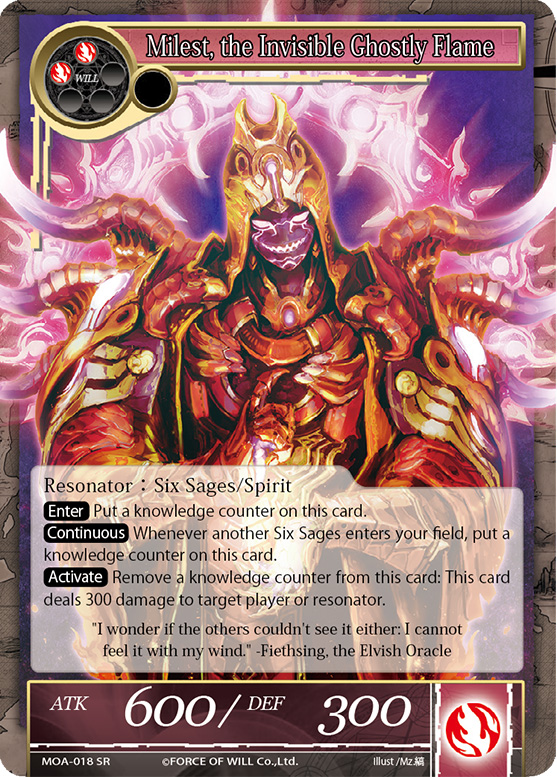 Milest, the Invisible Ghostly Flame
WILL
Resonator：Six Sages/Spirit
Enter Put a knowledge counter on this card.
Continuous Whenever another Six Sages enters your field, put a
knowledge counter on this card.
Activate Remove a knowledge counter from this card: This card
deals 300 damage to target player or resonator.
"I wonder if the others couldn't see it either: I cannot
feel it with my wind." -Fiethsing, the Elvish Oracle
ATK 600/ DEF 300
MOA-018 SR ©FORCE OF WILL Co.,Ltd. Illust /Mz縞